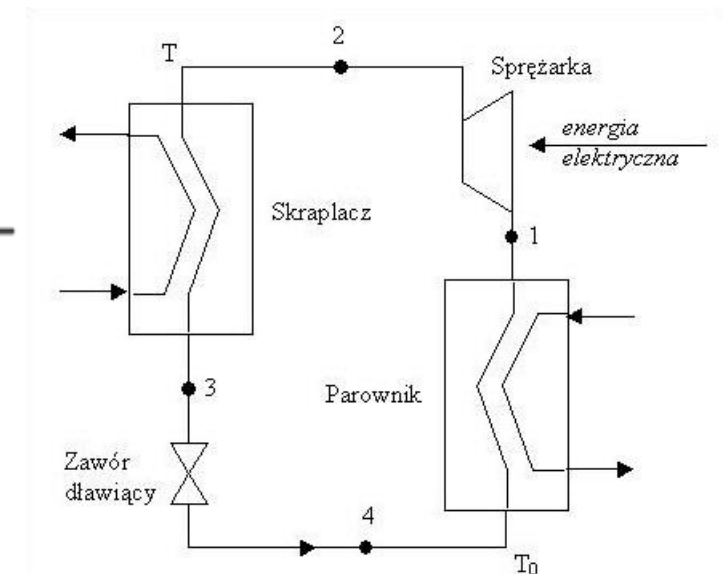 2
T
Sprężarka
energia
elektryczna
Skraplacz
1
3
Parownik
Zawór
dławiący
4
T0